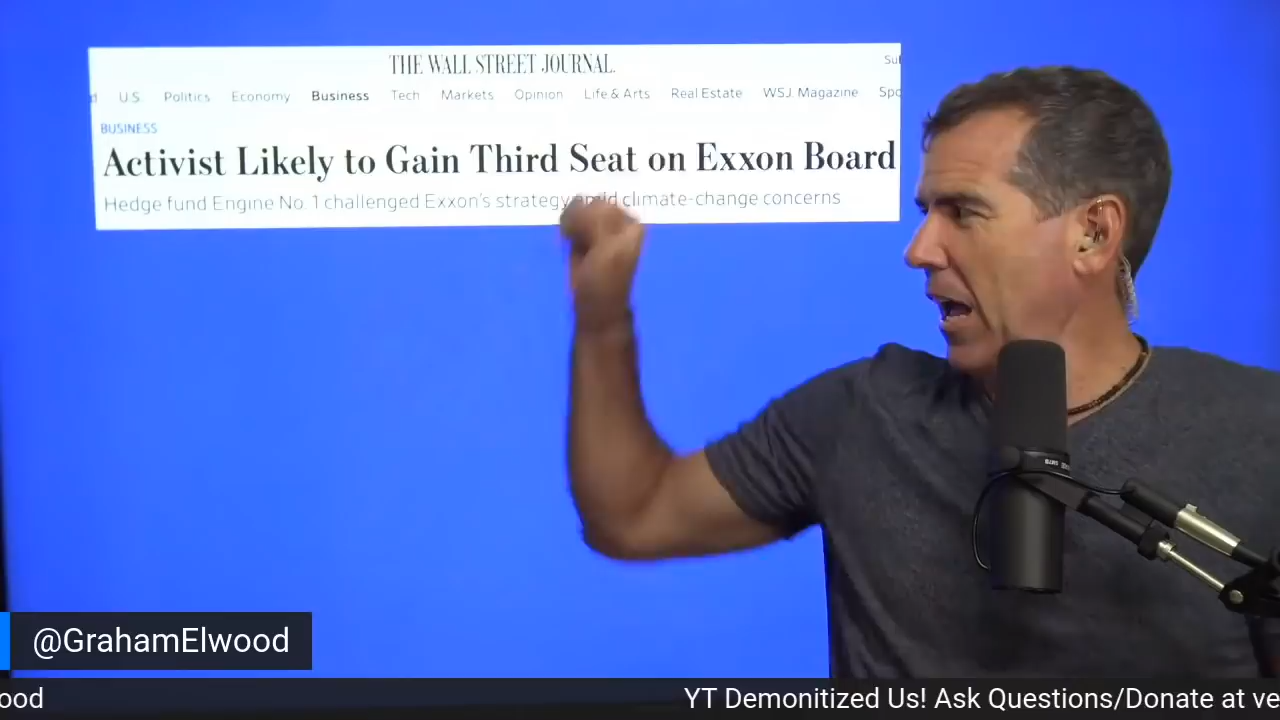 THE WALL STREET JOURNAL.
U.S. Politics Economy Business Tech Markets Opinion Life & Arts Real Estate WSJ. Magazine
BUSINESS
Activist Likely to Gain Third Seat on Exxon Board
Hedge fund Engine No. 1 challenged Exxon's strategy amid climate-change concerns
@GrahamElwood
ood YT Demonitized Us! Ask Questions/Donate at ve